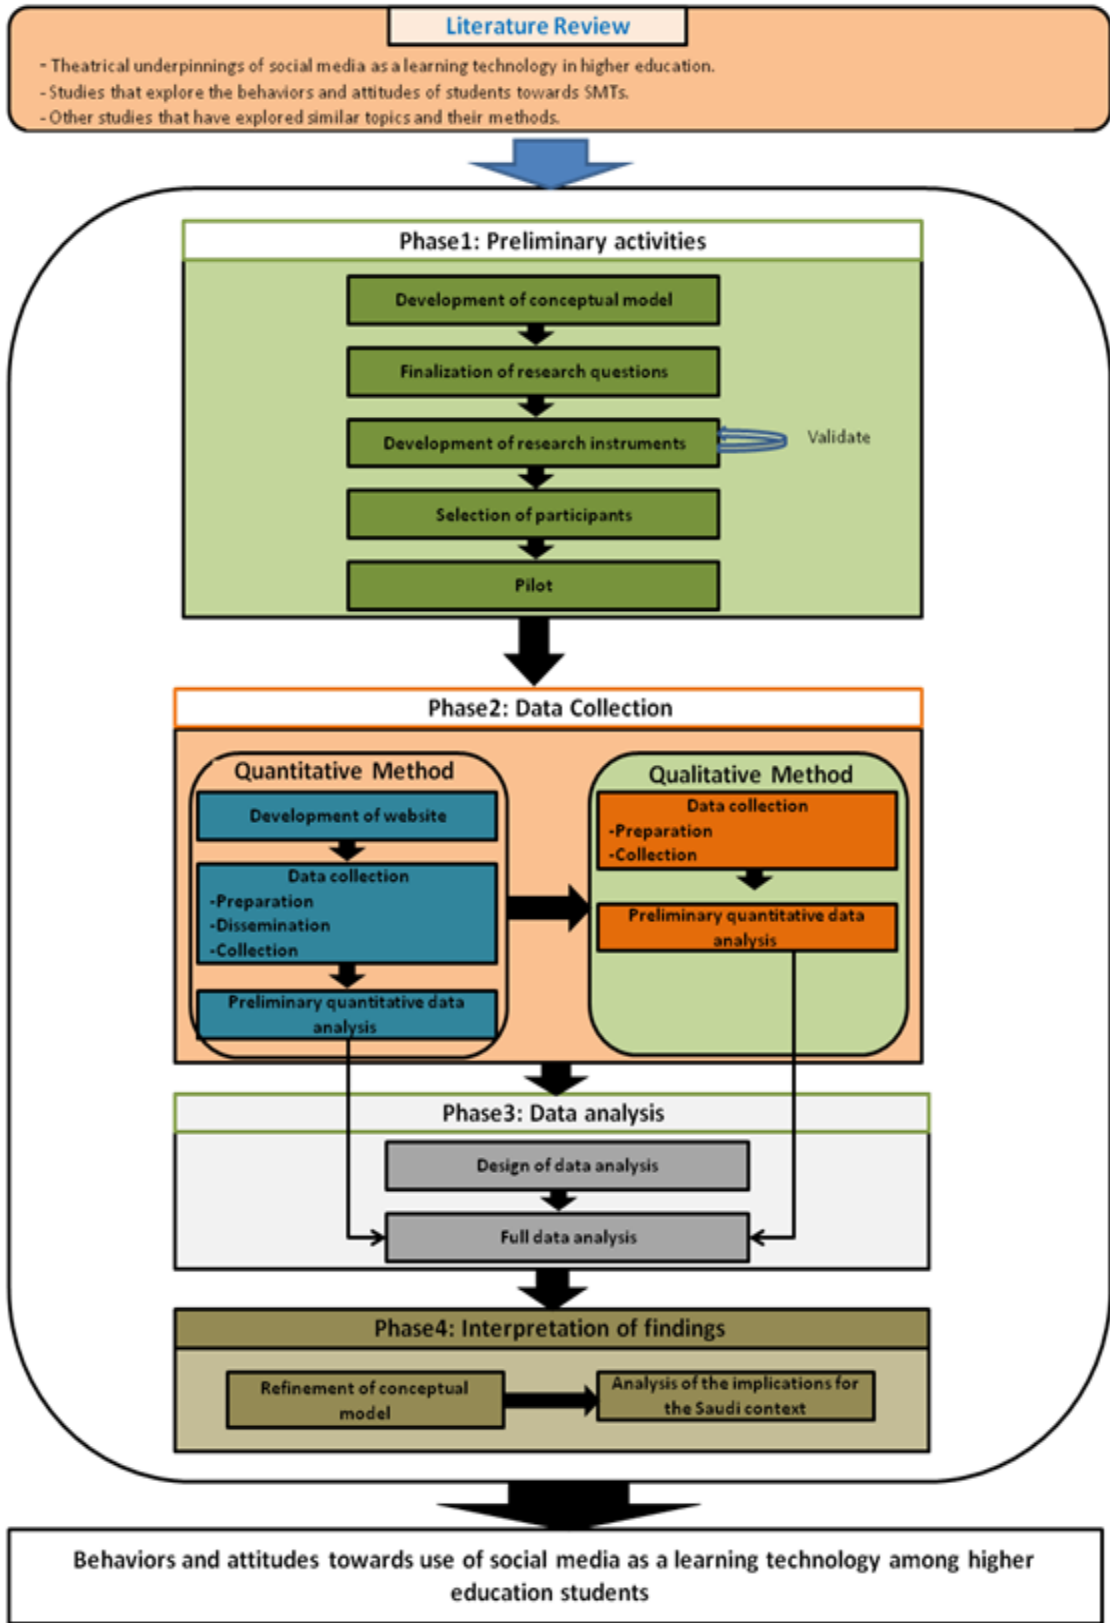 Literature Review
- Theatrical underpinnings of social media as a learning technology in higher education.
- Studies that explore the behaviors and attitudes of students towards SMTs.
- Other studies that have explored similar topics and their methods.
Phase1: Preliminary activities
Development of conceptual model
Finalization of research questions
Development of research instruments
Validate
Selection of participants
Pilot
Phase2: Data Collection
Quantitative Method
Development of website
Data collection
-Preparation
-Dissemination
-Collection
Preliminary quantitative data
analysis
Qualitative Method
Data collection
-Preparation
-Collection
Preliminary quantitative data
analysis
Phase3: Data analysis
Design of data analysis
Full data analysis
Phase4: Interpretation of findings
Refinement of conceptual
model
Analysis of the implications for
the Saudi context
Behaviors and attitudes towards use of social media as a learning technology among higher
education students